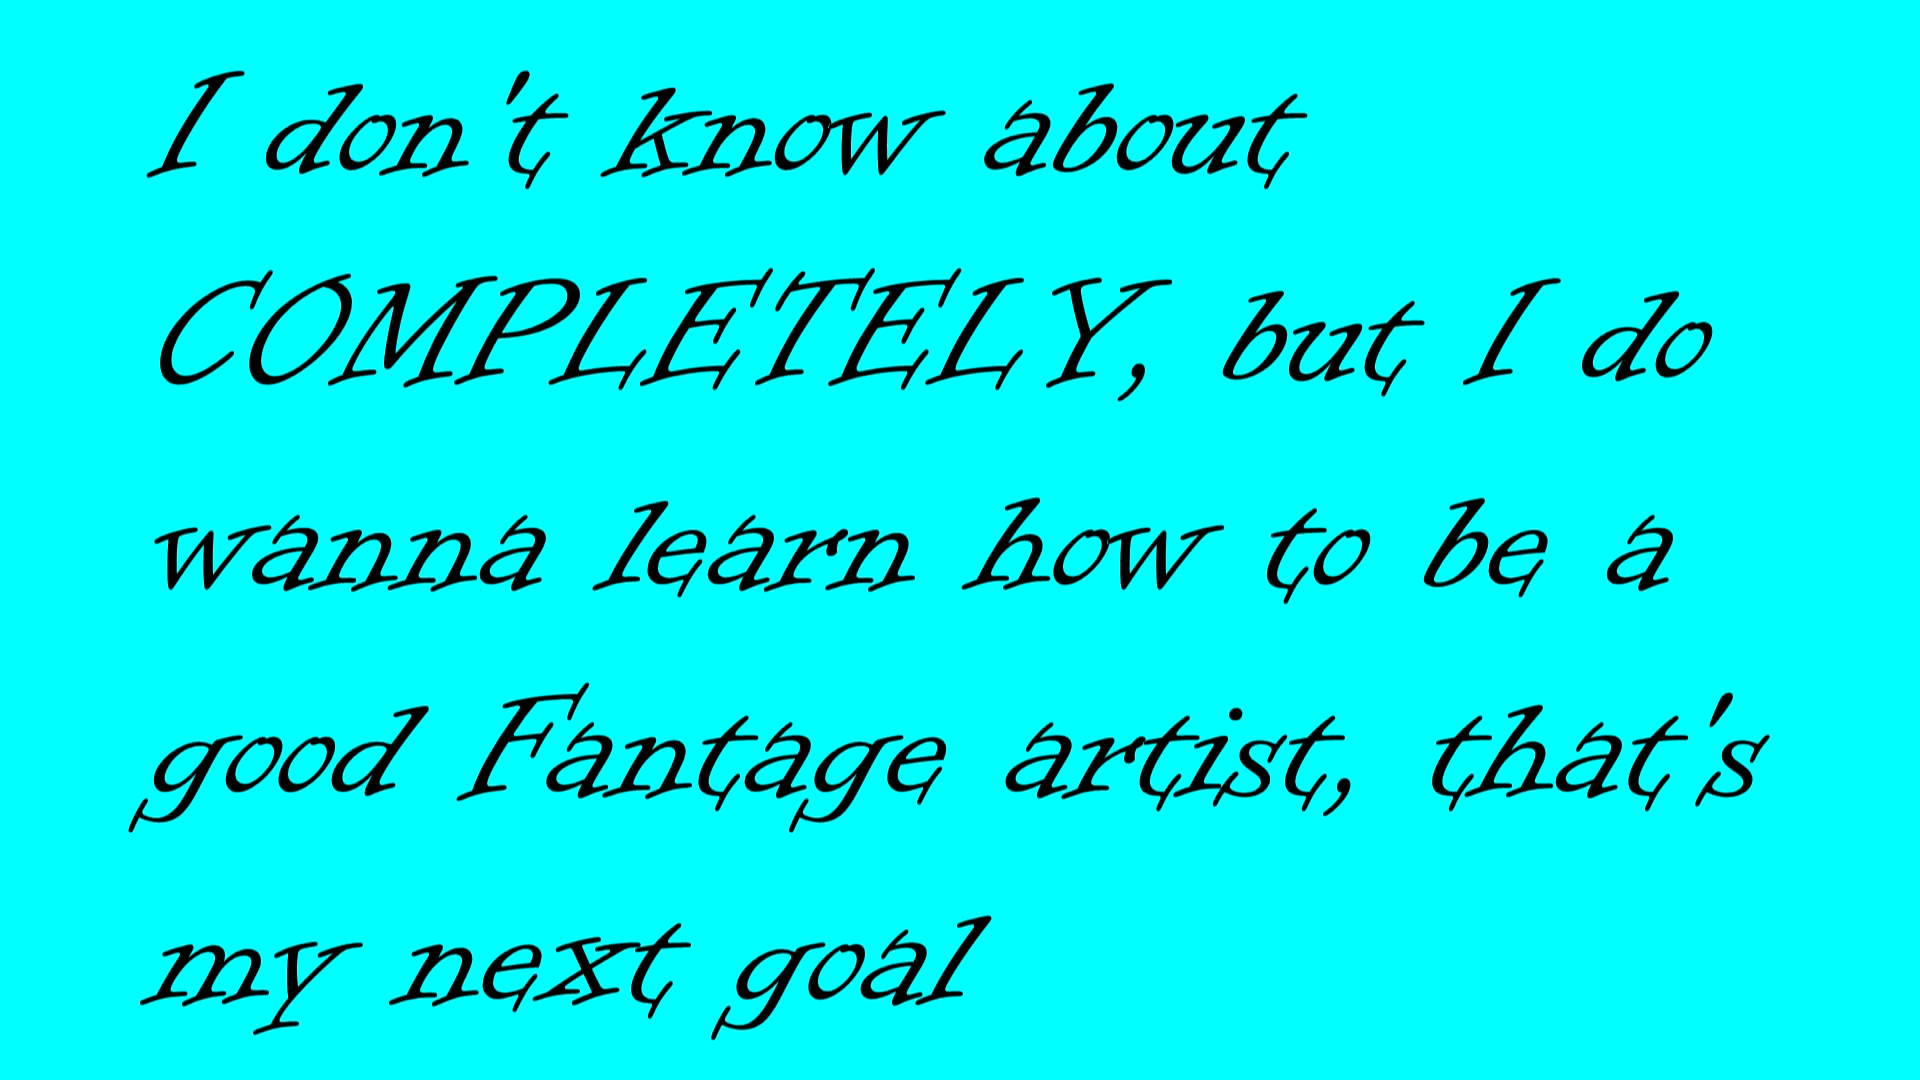 I don't know about
COMPLETELY, but I do
wanna learn how to be a
good Fantage artist, that's
my next goal